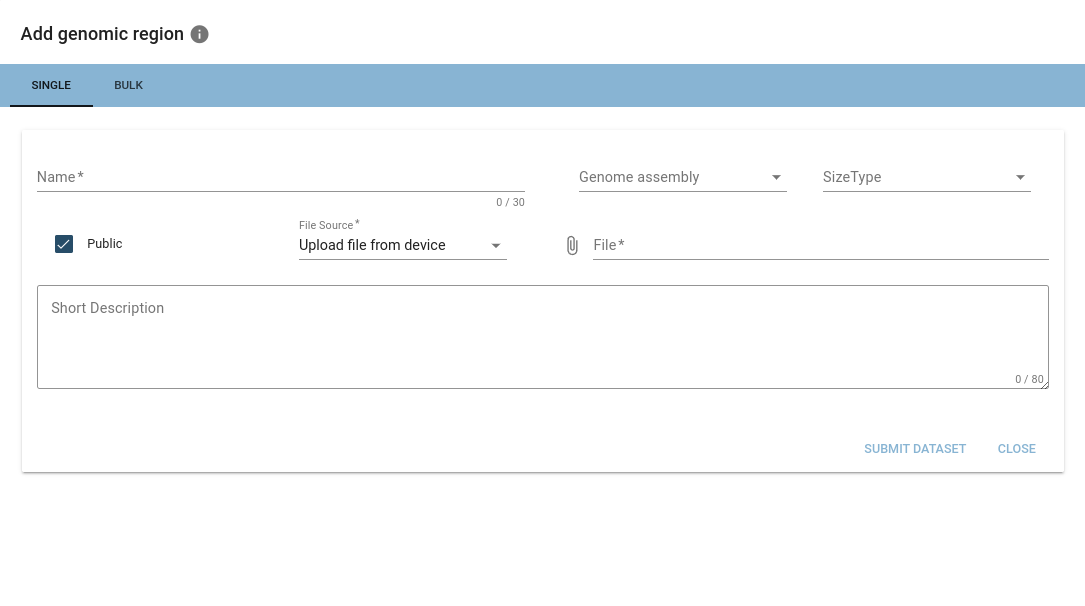 Add genomic region
SINGLE
BULK
Name*
Genome assembly
SizeType
0 / 30
Public
File Source*
Upload file from device
File*
Short Description
0 / 80
SUBMIT DATASET
CLOSE